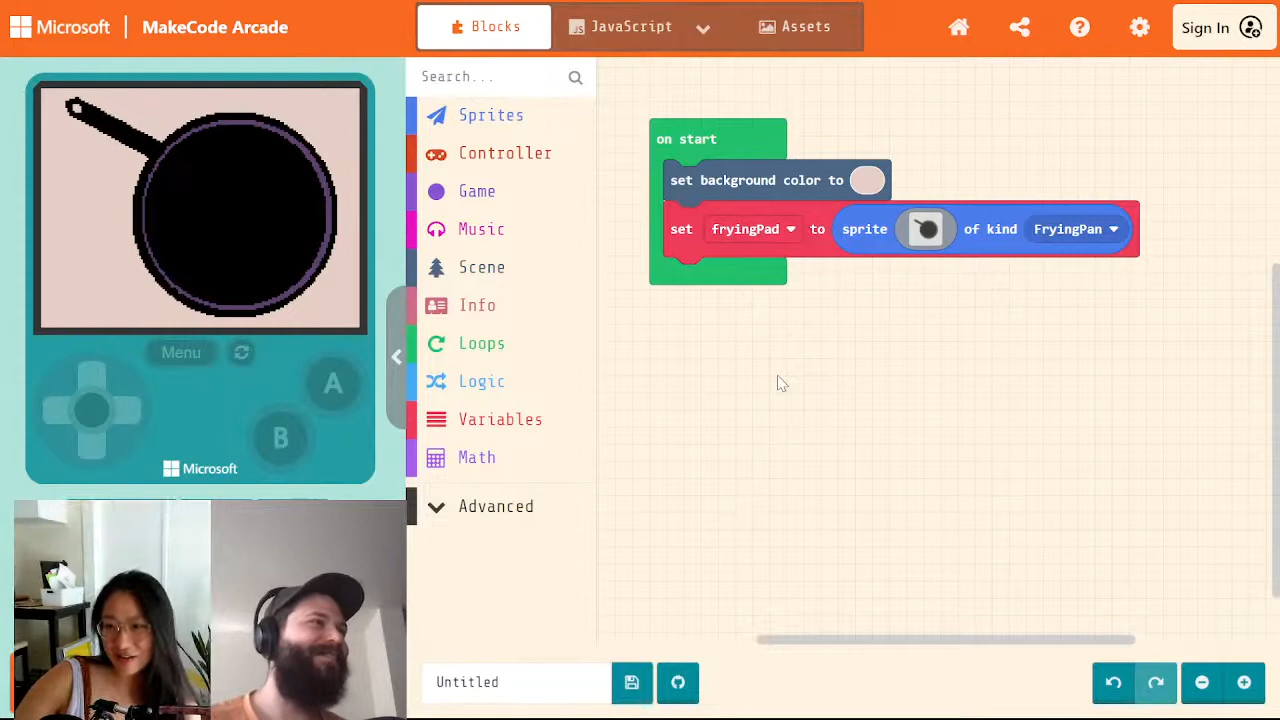 Microsoft
MakeCode Arcade
Blocks
JavaScript
Assets
Sign In
Search...
Sprites
Controller
Game
Music
Scene
Info
Loops
Logic
Variables
Math
Advanced
on start
set background color to
set fryingPad to sprite of kind FryingPan
Menu
A
B
Microsoft
Untitled